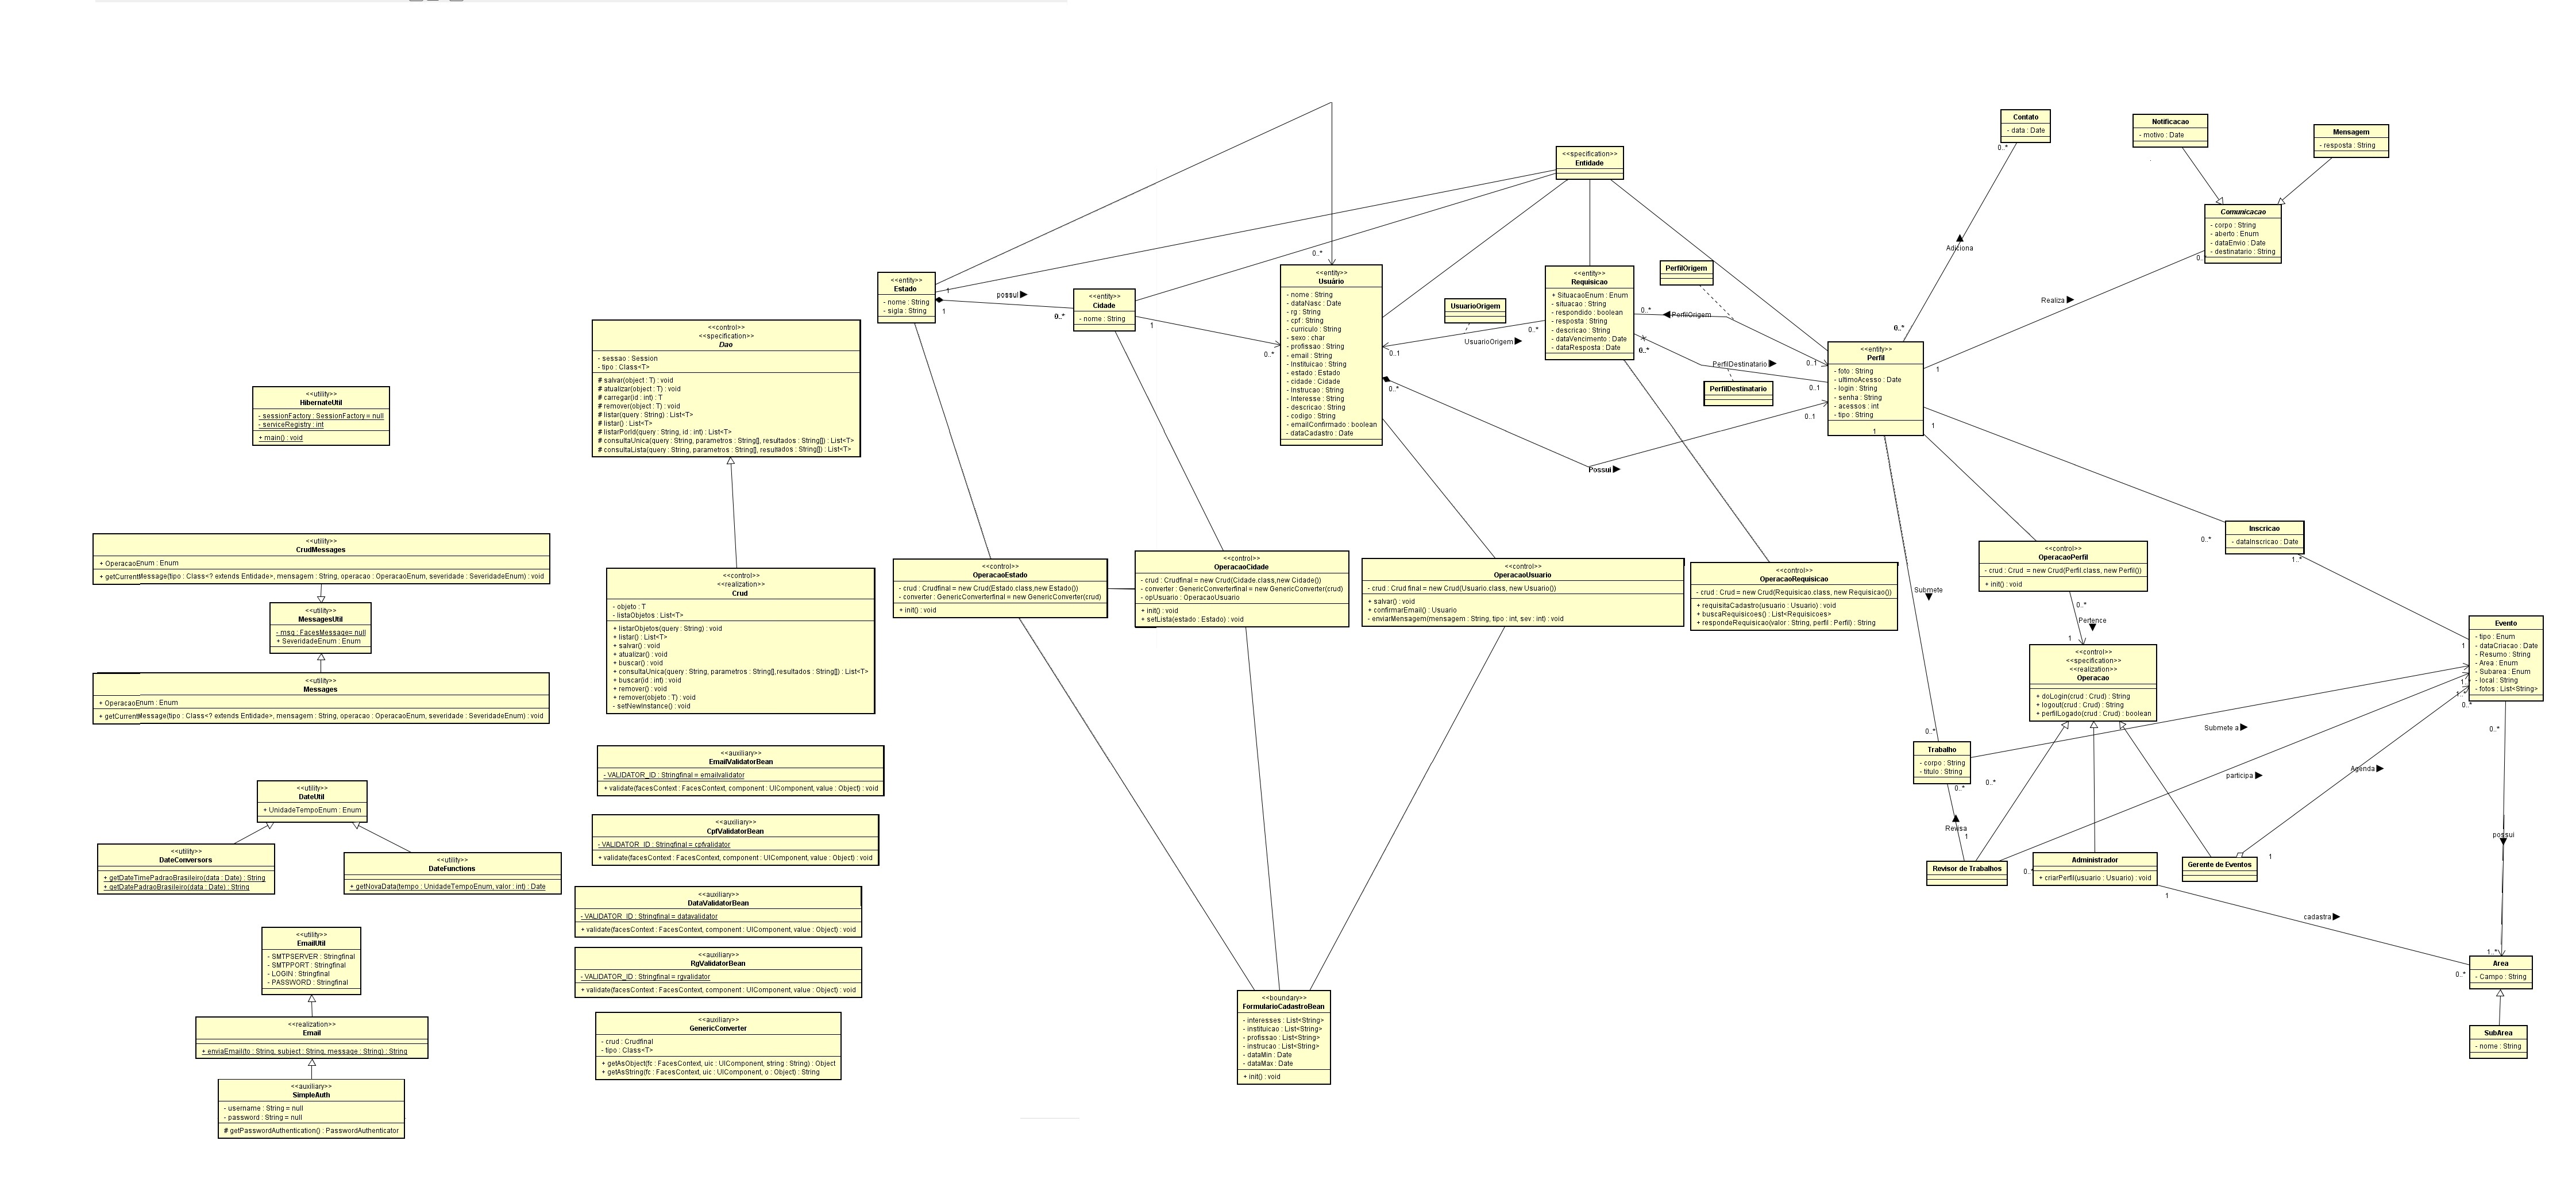 <<utility>>
HibernateUtil
- sessionFactory : SessionFactory = null
- serviceRegistry : int
+ main() : void
<<utility>>
CrudMessages
+ OperacaoEnum : Enum
+ getCurrentMessage(tipo : Class<? extends Entidade>, mensagem : String, operacao : OperacaoEnum, severidade : SeveridadeEnum) : void
<<utility>>
MessagesUtil
- msg : FacesMessage= null
+ SeveridadeEnum : Enum
<<utility>>
Messages
+ OperacaoEnum : Enum
+ getCurrentMessage(tipo : Class<? extends Entidade>, mensagem : String, operacao : OperacaoEnum, severidade : SeveridadeEnum) : void
<<utility>>
DateUtil
+ UnidadeTempoEnum : Enum
<<utility>>
DateConversors
+ getDateTimePadraoBrasileiro(data : Date) : String
+ getDatePadraoBrasileiro(data : Date) : String
<<utility>>
DateFunctions
+ getNovaData(tempo : UnidadeTempoEnum, valor : int) : Date
<<utility>>
EmailUtil
- SMTPSERVER : Stringfinal
- SMTPPORT : Stringfinal
- LOGIN : Stringfinal
- PASSWORD : Stringfinal
<<realization>>
Email
+ enviaEmail(to : String, subject : String, message : String) : String
<<auxiliary>>
SimpleAuth
- username : String = null
- password : String = null
# getPasswordAuthentication() : PasswordAuthenticator
<<control>>
<<specification>>
Dao
- sessao : Session
- tipo : Class<T>
# salvar(object : T) : void
# atualizar(object : T) : void
# carregar(id : int) : T
# remover(object : T) : void
# listar(query : String) : List<T>
# listar() : List<T>
# listarPorId(query : String, id : int) : List<T>
# consultaUnica(query : String, parametros : String[], resultados : String[]) : List<T>
# consultaLista(query : String, parametros : String[], resultados : String[]) : List<T>
<<control>>
<<realization>>
Crud
- objeto : T
- listaObjetos : List<T>
+ listarObjetos(query : String) : void
+ listar() : List<T>
+ salvar() : void
+ atualizar() : void
+ buscar() : void
+ consultaUnica(query : String, parametros : String[],resultados : String[]) : List<T>
+ buscar(id : int) : void
+ remover() : void
+ remover(objeto : T) : void
- setNewInstance() : void
<<auxiliary>>
EmailValidatorBean
- VALIDATOR_ID : Stringfinal = emailvalidator
+ validate(facesContext : FacesContext, component : UIComponent, value : Object) : void
<<auxiliary>>
CpfValidatorBean
- VALIDATOR_ID : Stringfinal = cpfvalidator
+ validate(facesContext : FacesContext, component : UIComponent, value : Object) : void
<<auxiliary>>
DataValidatorBean
- VALIDATOR_ID : Stringfinal = datavalidator
+ validate(facesContext : FacesContext, component : UIComponent, value : Object) : void
<<auxiliary>>
RgValidatorBean
- VALIDATOR_ID : Stringfinal = rgvalidator
+ validate(facesContext : FacesContext, component : UIComponent, value : Object) : void
<<auxiliary>>
GenericConverter
- crud : Crudfinal
- tipo : Class<T>
+ getAsObject(fc : FacesContext, uic : UIComponent, string : String) : Object
+ getAsString(fc : FacesContext, uic : UIComponent, o : Object) : String
<<entity>>
Estado
- nome : String
- sigla : String
1
1
possui
0..*
<<entity>>
Cidade
- nome : String
1
0..*
0..*
<<entity>>
Usuário
- nome : String
- dataNasc : Date
- rg : String
- cpf : String
- curriculo : String
- sexo : char
- profissao : String
- email : String
- Instituicao : String
- estado : Estado
- cidade : Cidade
- Instrucao : String
- Interesse : String
- descricao : String
- codigo : String
- emailConfirmado : boolean
- dataCadastro : Date
0..1
0..*
<<specification>>
Entidade
UsuarioOrigem
UsuarioOrigem
0..*
<<entity>>
Requisicao
+ SituacaoEnum : Enum
- situacao : String
- respondido : boolean
- resposta : String
- descricao : String
- dataVencimento : Date
- dataResposta : Date
PerfilOrigem
0..*
PerfilOrigem
0..*
PerfilDestinatario
PerfilDestinatario
0..1
0..1
0..1
Possui
<<entity>>
Perfil
- foto : String
- ultimoAcesso : Date
- login : String
- senha : String
- acessos : int
- tipo : String
1
0..*
1
1
Contato
- data : Date
0..*
Adiciona
Notificacao
- motivo : Date
Mensagem
- resposta : String
Comunicacao
- corpo : String
- aberto : Enum
- dataEnvio : Date
- destinatario : String
0..
Realiza
<<control>>
OperacaoEstado
- crud : Crudfinal = new Crud(Estado.class,new Estado())
- converter : GenericConverterfinal = new GenericConverter(crud)
+ init() : void
<<control>>
OperacaoCidade
- crud : Crudfinal = new Crud(Cidade.class,new Cidade())
- converter : GenericConverterfinal = new GenericConverter(crud)
- opUsuario : OperacaoUsuario
+ init() : void
+ setLista(estado : Estado) : void
<<control>>
OperacaoUsuario
- crud : Crud final = new Crud(Usuario.class, new Usuario())
+ salvar() : void
+ confirmarEmail() : Usuario
- enviarMensagem(mensagem : String, tipo : int, sev : int) : void
<<control>>
OperacaoRequisicao
- crud : Crud = new Crud(Requisicao.class, new Requisicao())
+ requisitaCadastro(usuario : Usuario) : void
+ buscaRequisicoes() : List<Requisicoes>
+ respondeRequisicao(valor : String, perfil : Perfil) : String
<<control>>
OperacaoPerfil
- crud : Crud = new Crud(Perfil.class, new Perfil())
+ init() : void
0..*
Pertence
1
<<control>>
<<specification>>
<<realization>>
Operacao
+ doLogin(crud : Crud) : String
+ logout(crud : Crud) : String
+ perfilLogado(crud : Crud) : boolean
Inscricao
- dataInscricao : Date
0..*
1..*
Evento
- tipo : Enum
- dataCriacao : Date
- Resumo : String
- Area : Enum
- Subarea : Enum
- local : String
- fotos : List<String>
1
1
1..
0..*
0..*
Submete
0..*
Trabalho
- corpo : String
- titulo : String
0..*
0..*
Submete a
participa
Agenda
Revisa
1
Revisor de Trabalhos
0..*
Administrador
+ criarPerfil(usuario : Usuario) : void
1
Gerente de Eventos
1
cadastra
possui
1..*
0..*
Area
- Campo : String
SubArea
- nome : String
<<boundary>>
FormularioCadastroBean
- interesses : List<String>
- instituicao : List<String>
- profissao : List<String>
- instrucao : List<String>
- dataMin : Date
- dataMax : Date
+ init() : void